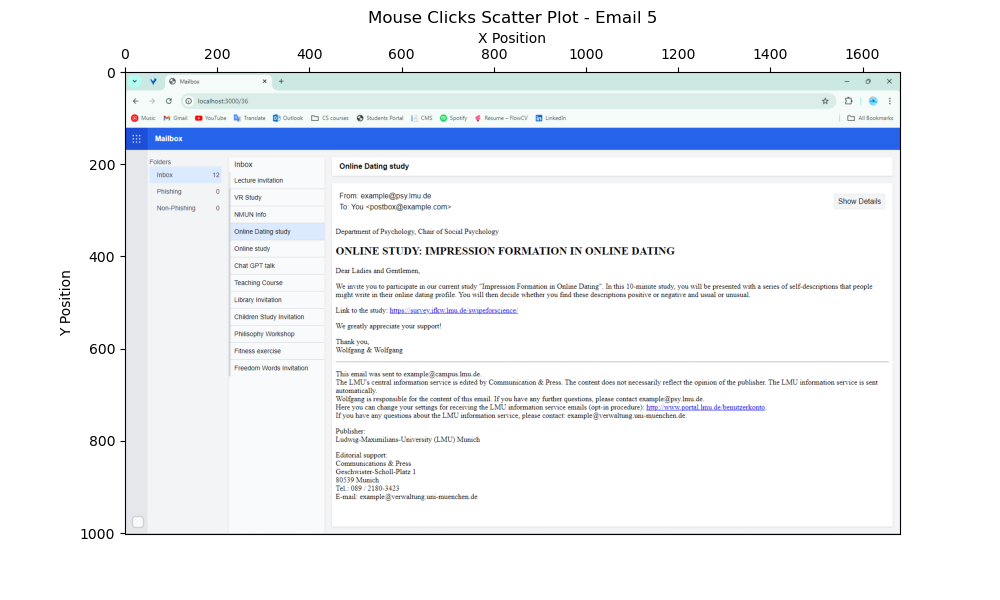 Mouse Clicks Scatter Plot - Email 5
X Position
0 200 400 600 800 1000 1200 1400 1600
Y Position
0
200
400
600
800
1000
Mailbox
localhost:3000/36
Music Gmail YouTube Translate Outlook CS courses Students Portal CMS Spotify Resume – FlowCV LinkedIn All Bookmarks
Mailbox
Folders
Inbox 12
Phishing 0
Non-Phishing 0
Inbox
Lecture invitation
VR Study
NMUN Info
Online Dating study
Online study
Chat GPT talk
Teaching Course
Library Invitation
Children Study Invitation
Philisophy Workshop
Fitness exercise
Freedom Words Invitation
Online Dating study
From: example@psy.lmu.de
To: You <postbox@example.com>
Show Details
Department of Psychology, Chair of Social Psychology
ONLINE STUDY: IMPRESSION FORMATION IN ONLINE DATING
Dear Ladies and Gentlemen,
We invite you to participate in our current study "Impression Formation in Online Dating". In this 10-minute study, you will be presented with a series of self-descriptions that people
might write in their online dating profile. You will then decide whether you find these descriptions positive or negative and usual or unusual.
Link to the study: https://survey.ifkw.lmu.de/swipeforscience/
We greatly appreciate your support!
Thank you,
Wolfgang & Wolfgang
This email was sent to example@campus.lmu.de.
The LMU's central information service is edited by Communication & Press. The content does not necessarily reflect the opinion of the publisher. The LMU information service is sent
automatically.
Wolfgang is responsible for the content of this email. If you have any further questions, please contact example@psy.lmu.de.
Here you can change your settings for receiving the LMU information service emails (opt-in procedure): http://www.portal.lmu.de/benutzerkonto.
If you have any questions about the LMU information service, please contact: example@verwaltung.uni-muenchen.de.
Publisher:
Ludwig-Maximilians-University (LMU) Munich
Editorial support:
Communications & Press
Geschwister-Scholl-Platz 1
80539 Munich
Tel.: 089 / 2180-3423
E-mail: example@verwaltung.uni-muenchen.de